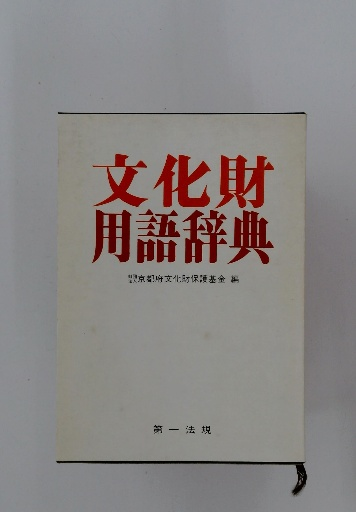 文化財
用語辞典
財団法人京都府文化財保護基金 編
第一法規